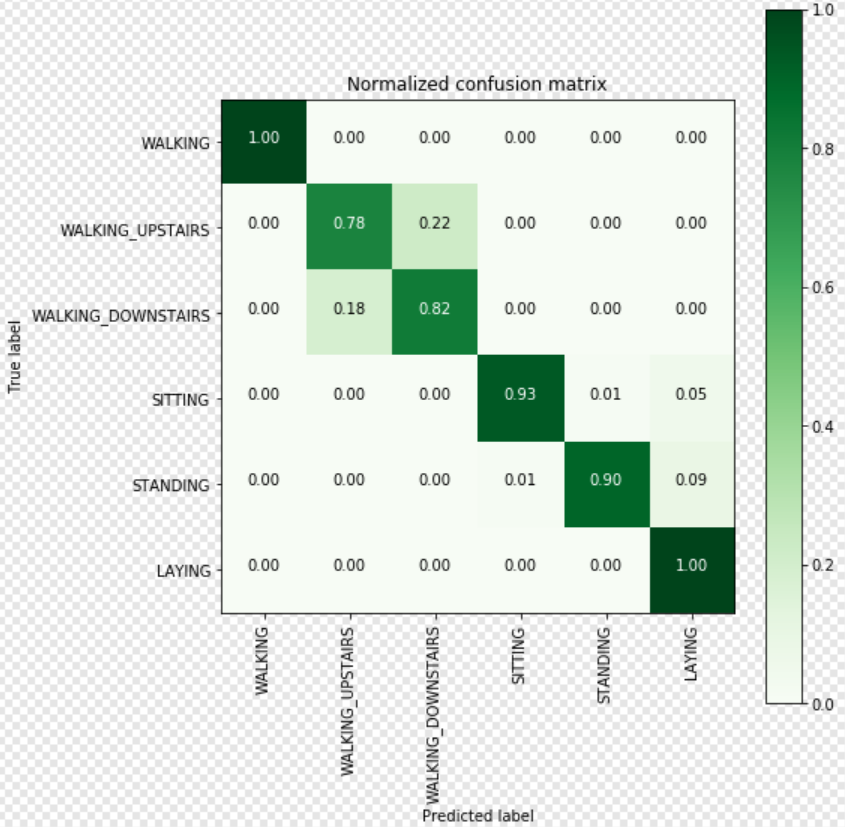 Normalized confusion matrix
1.0
0.8
0.6
0.4
0.2
0.0
True label
WALKING 1.00 0.00 0.00 0.00 0.00 0.00
WALKING_UPSTAIRS 0.00 0.78 0.22 0.00 0.00 0.00
WALKING_DOWNSTAIRS 0.00 0.18 0.82 0.00 0.00 0.00
SITTING 0.00 0.00 0.00 0.93 0.01 0.05
STANDING 0.00 0.00 0.00 0.01 0.90 0.09
LAYING 0.00 0.00 0.00 0.00 0.00 1.00
WALKING
WALKING_UPSTAIRS
WALKING_DOWNSTAIRS
SITTING
STANDING
LAYING
Predicted label